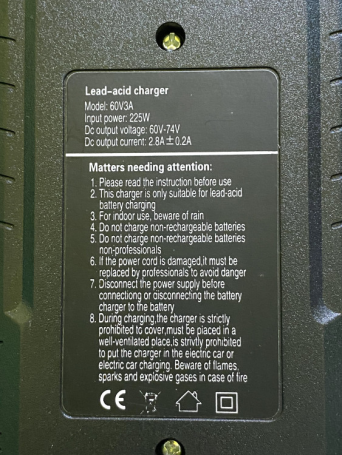 Lead-acid charger
Model: 60V3A
Input power: 225W
Dc output voltage: 60V-74V
Dc output current: 2.8A±0.2A
Matters needing attention:
1. Please read the instruction before use
2. This charger is only suitable for lead-acid
battery charging
3. For indoor use, beware of rain
4. Do not charge non-rechargeable batteries
5. Do not charge non-rechargeable batteries
non-professionals
6. If the power cord is damaged,it must be
replaced by professionals to avoid danger
7. Disconnect the power supply before
connectiong or disconnecting the battery
charger to the battery
8. During charging,the charger is strictly
prohibited to cover,must be placed in a
well-ventilated place,is strivtly prohibited
to put the charger in the electric car or
electric car charging. Beware of flames,
sparks and explosive gases in case of fire
CE